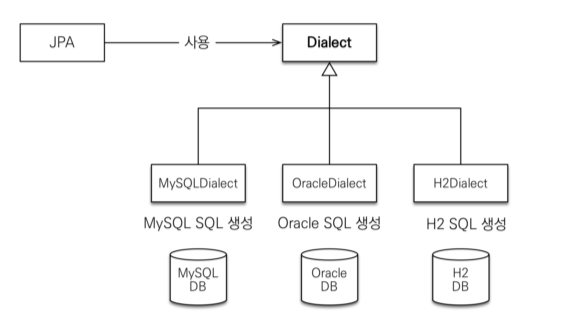 JPA
사용
Dialect
MySQLDialect
OracleDialect
H2Dialect
MySQL SQL 생성
Oracle SQL 생성
H2 SQL 생성
MySQL
DB
Oracle
DB
H2
DB